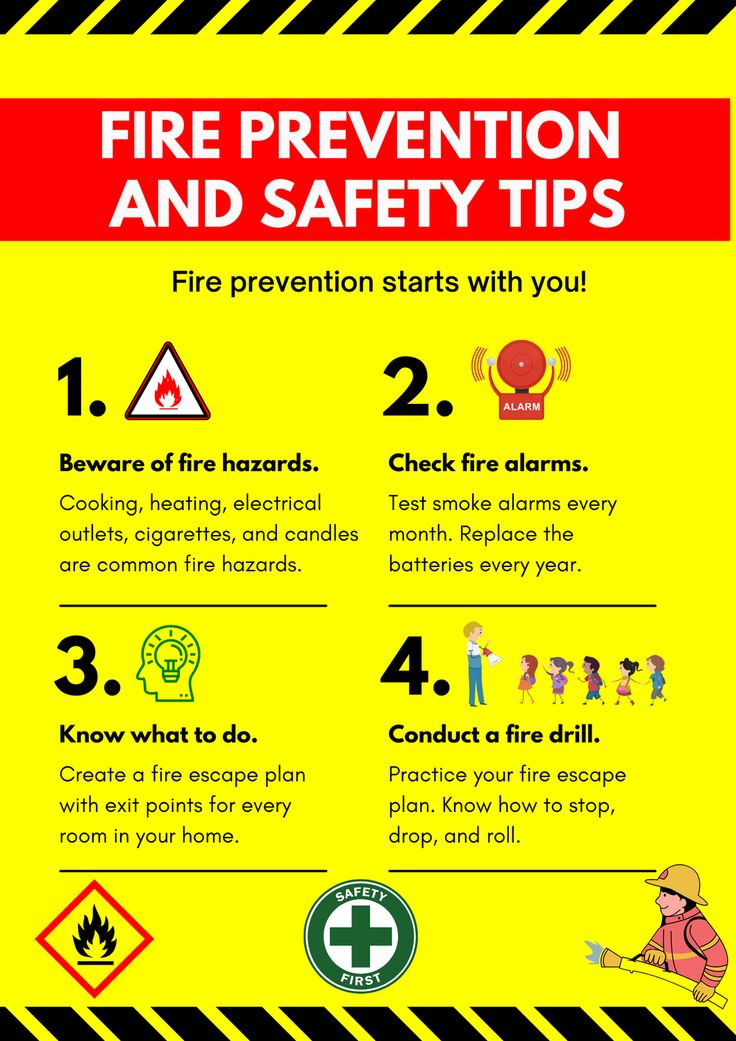 FIRE PREVENTION
AND SAFETY TIPS
Fire prevention starts with you!
1.
Beware of fire hazards.
Cooking, heating, electrical
outlets, cigarettes, and candles
are common fire hazards.
2.
ALARM
Check fire alarms.
Test smoke alarms every
month. Replace the
batteries every year.
3.
Know what to do.
Create a fire escape plan
with exit points for every
room in your home.
4.
Conduct a fire drill.
Practice your fire escape
plan. Know how to stop,
drop, and roll.
SAFETY
FIRST